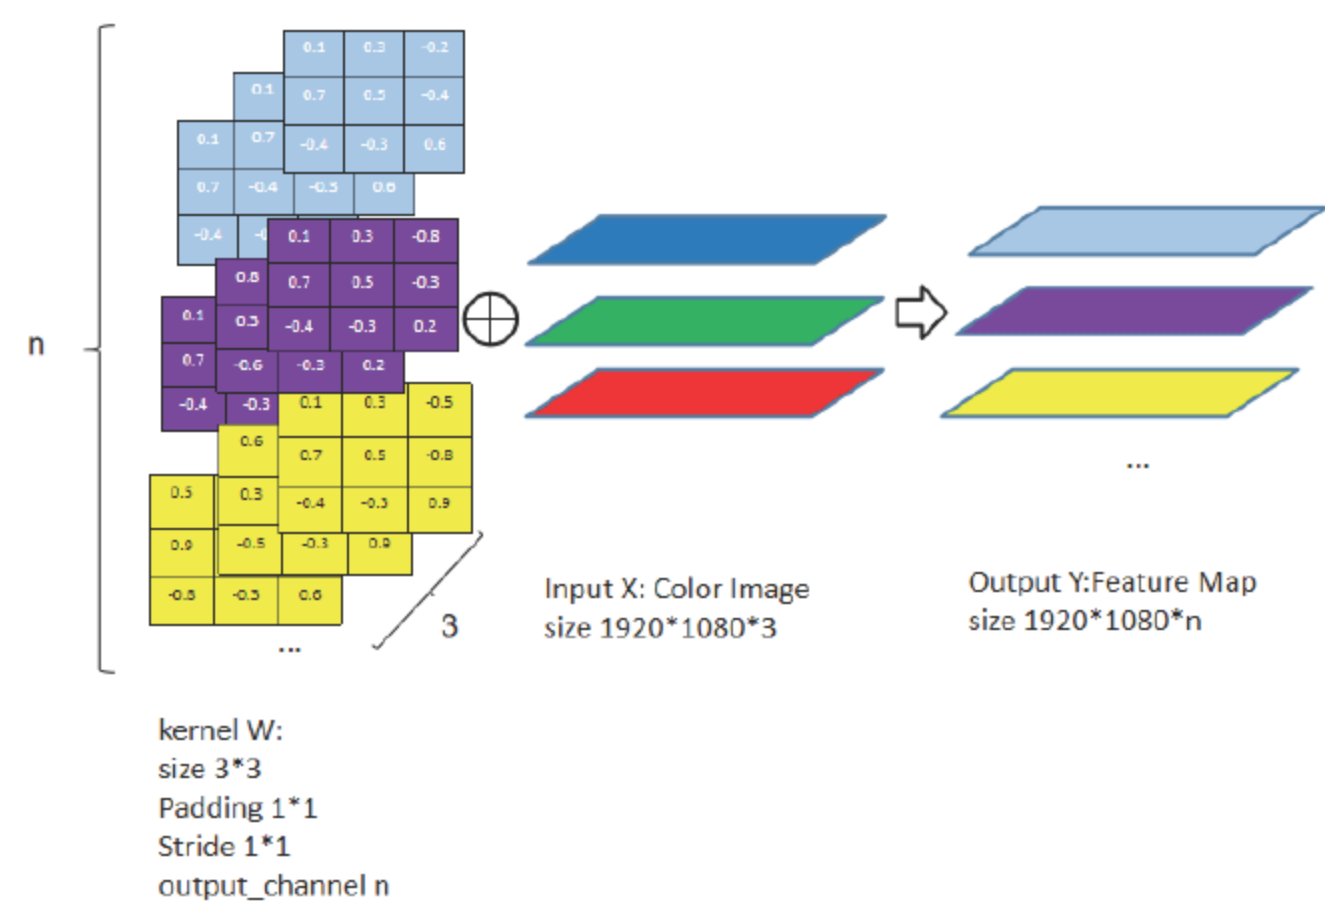 0.1 0.3 -0.2
0.1 0.7 0.5 -0.4
0.1 0.7 -0.4 -0.3 0.6
0.7 -0.4 -0.3 0.6
-0.4
0.1 0.3 -0.8
0.8 0.7 0.5 -0.3
0.1 0.3 -0.4 -0.3 0.2
n
0.7 -0.6 -0.3 0.2
-0.4 -0.3 0.1 0.3 -0.5
0.6 0.7 0.5 -0.8
0.5 0.3 -0.4 -0.3 0.9
0.9 -0.5 -0.3 0.9
-0.3 0.6
...
3
...
Input X: Color Image
size 1920*1080*3
Output Y:Feature Map
size 1920*1080*n
kernel W:
size 3*3
Padding 1*1
Stride 1*1
output_channel n